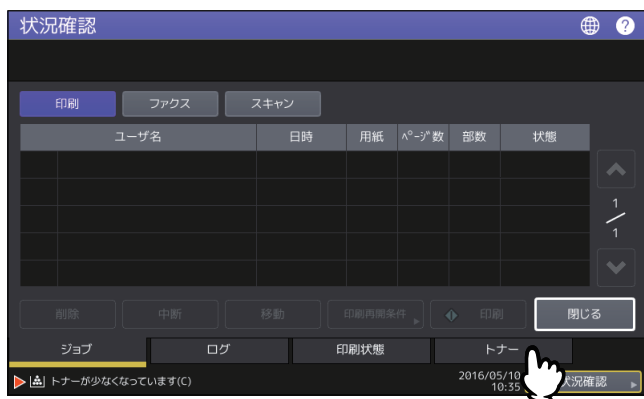 状況確認
?
印刷 ファクス スキャン
ユーザ名 日時 用紙 ページ数 部数 状態
1
1
削除 中断 移動 印刷再開条件 印刷 閉じる
ジョブ ログ 印刷状態 トナー
トナーが少なくなっています(C)
2016/05/10
10:35
状況確認